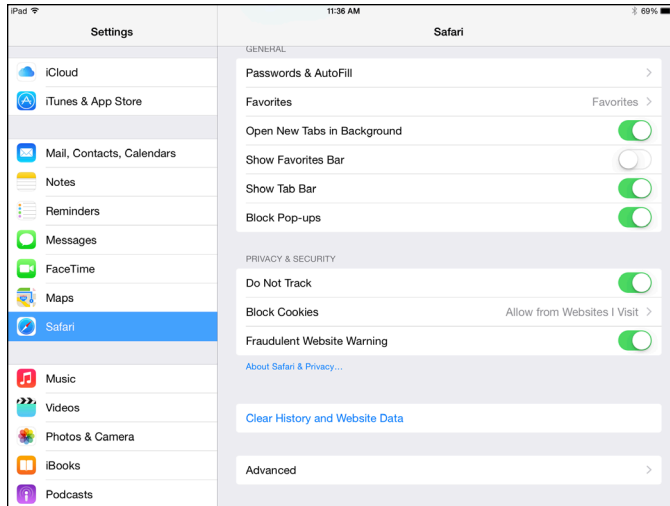 iPad 11:36 AM 69%
Settings
Safari
iCloud
iTunes & App Store
Mail, Contacts, Calendars
Notes
Reminders
Messages
FaceTime
Maps
Safari
Music
Videos
Photos & Camera
iBooks
Podcasts
GENERAL
Passwords & AutoFill
Favorites Favorites
Open New Tabs in Background
Show Favorites Bar
Show Tab Bar
Block Pop-ups
PRIVACY & SECURITY
Do Not Track
Block Cookies Allow from Websites I Visit
Fraudulent Website Warning
About Safari & Privacy...
Clear History and Website Data
Advanced